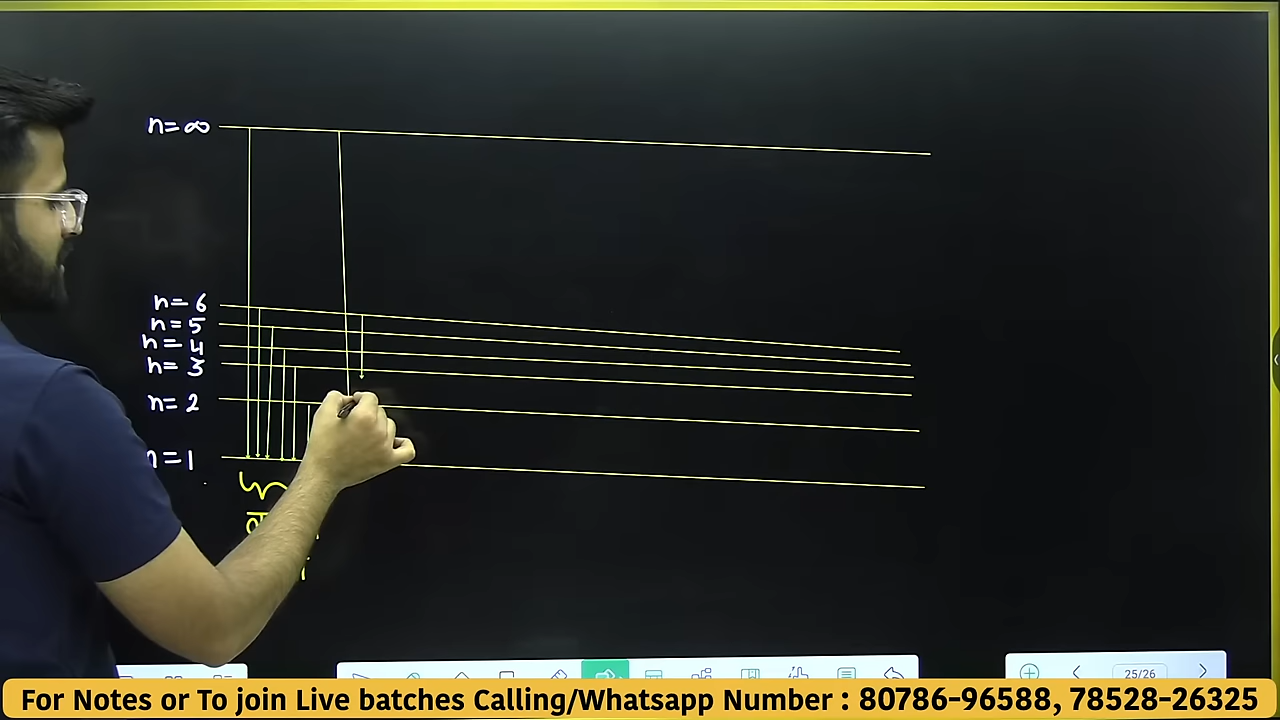 n=∞
n=6
n=5
n=4
n=3
n=2
n=1
25/26
For Notes or To join Live batches Calling/Whatsapp Number : 80786-96588, 78528-26325